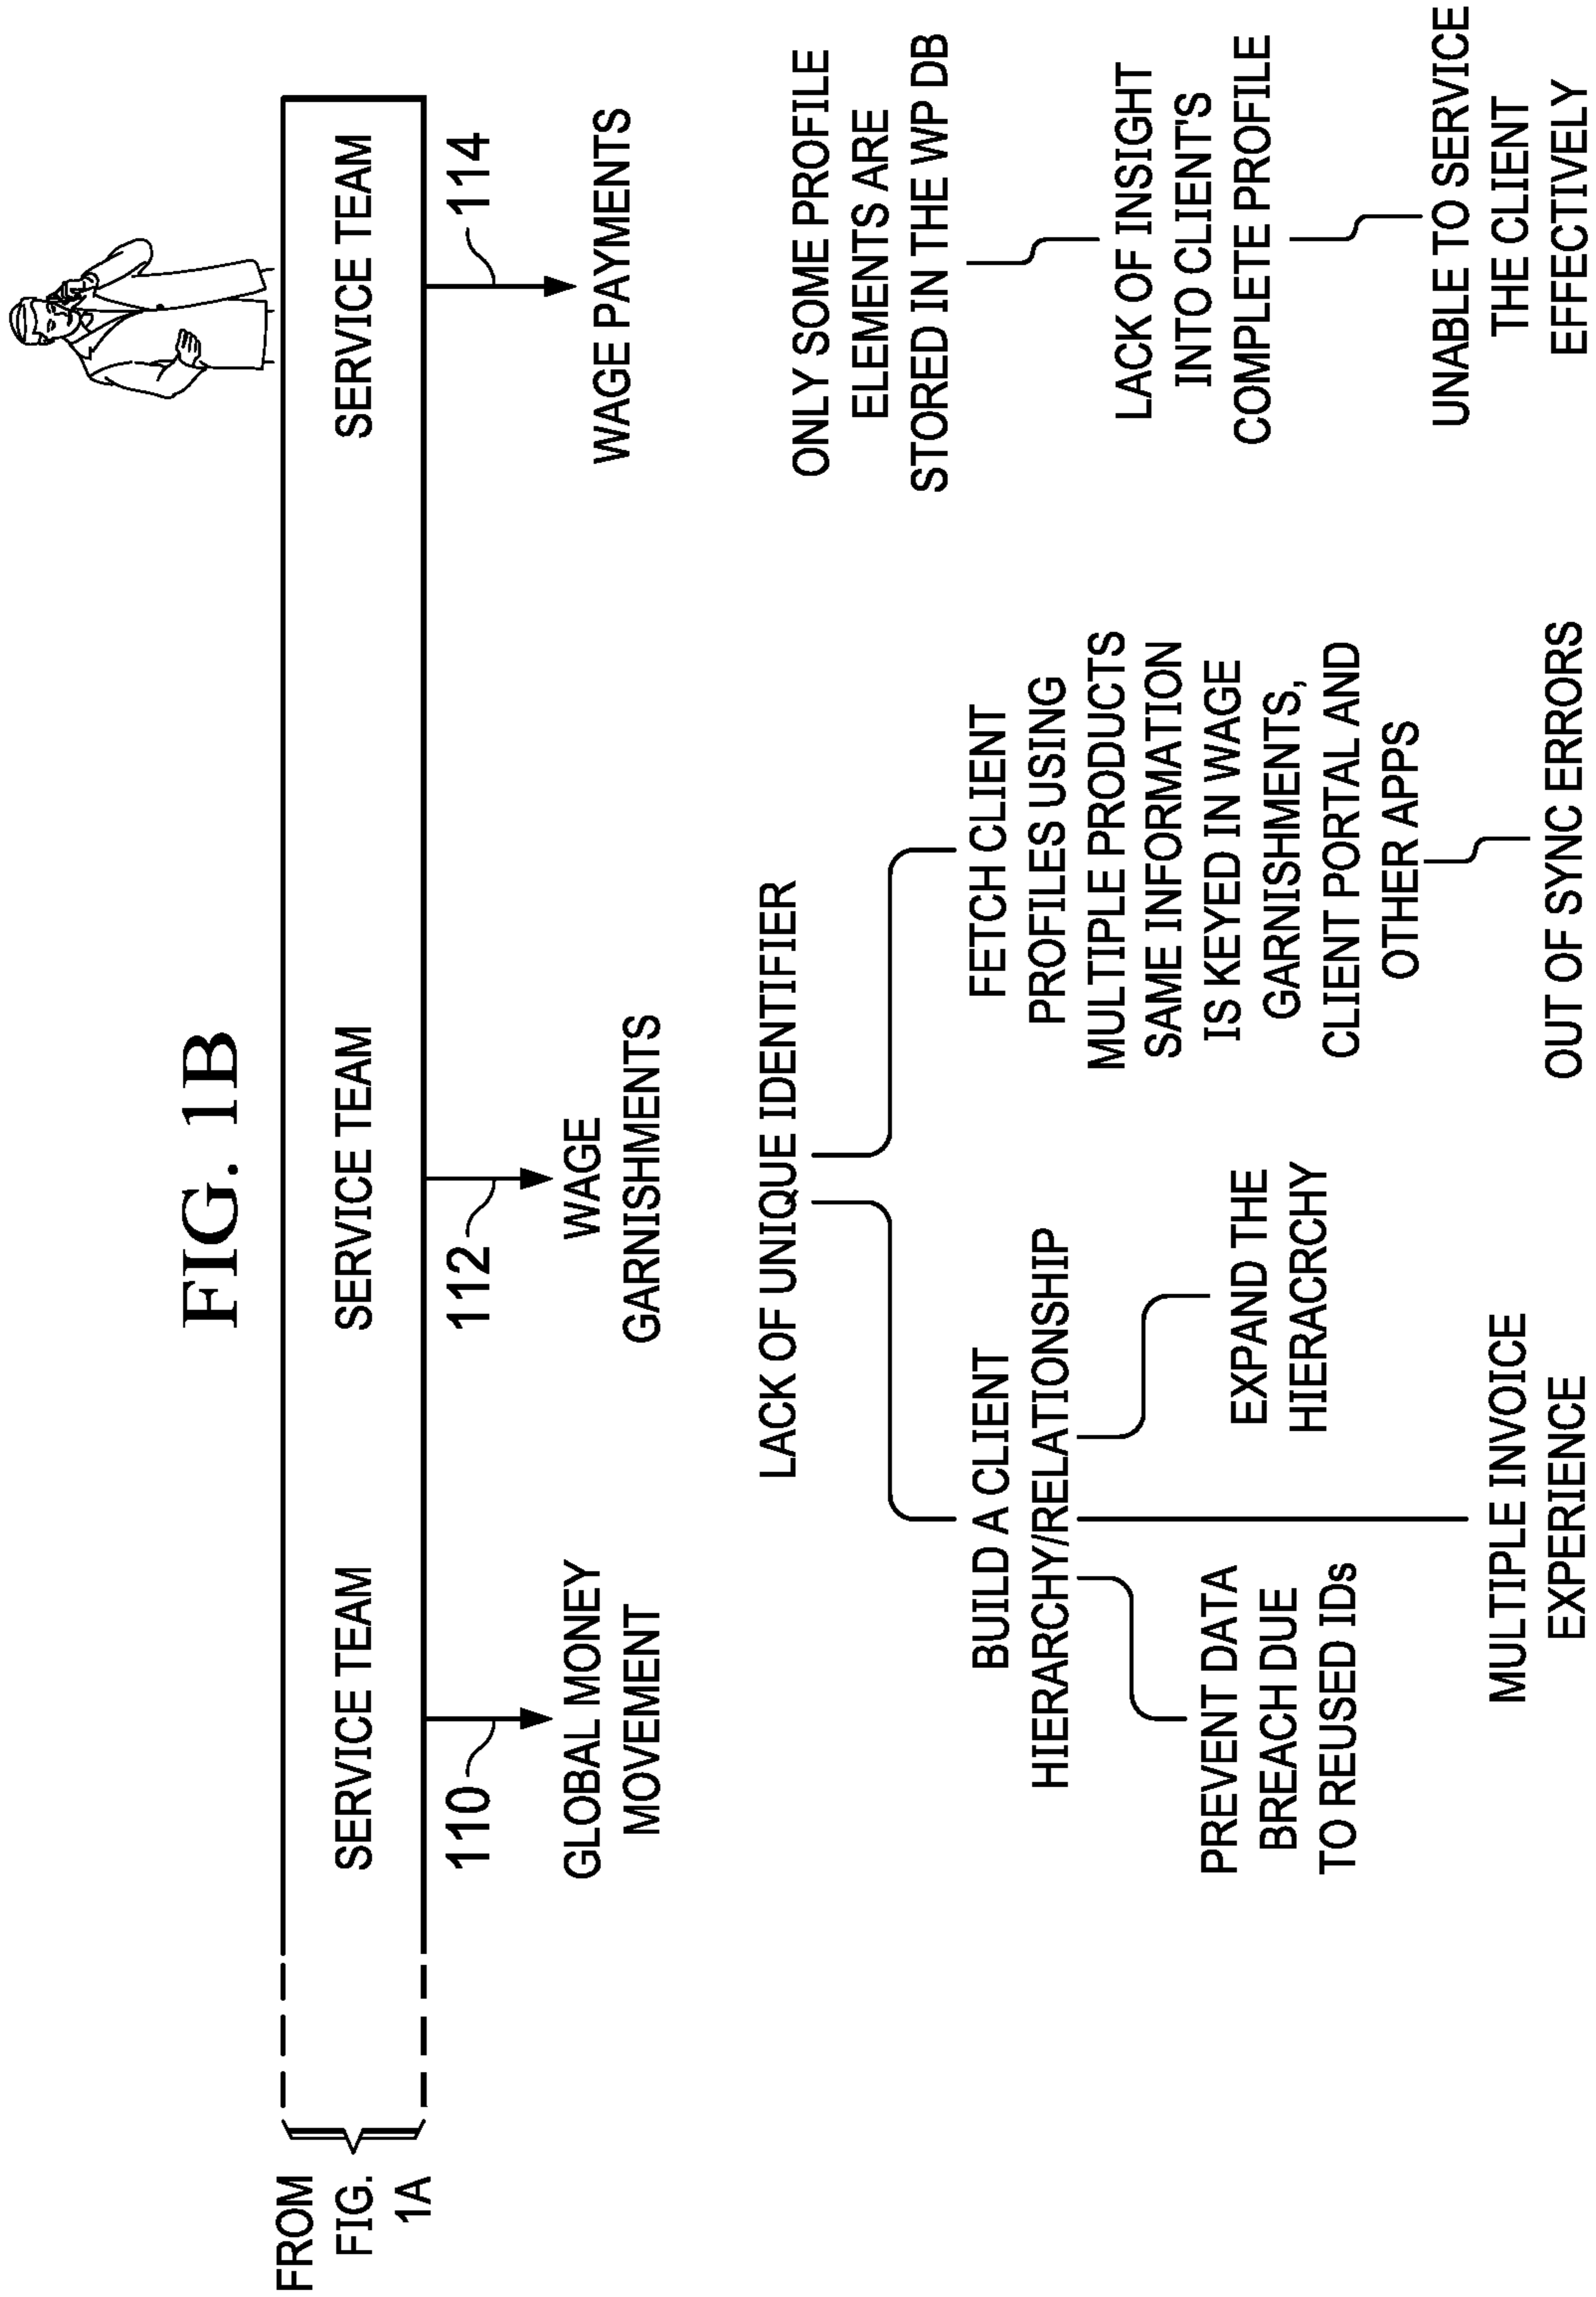 FIG. 1B
FROM
FIG.
1A
SERVICE TEAM
SERVICE TEAM
SERVICE TEAM
110
112
114
GLOBAL MONEY
MOVEMENT
WAGE
GARNISHMENTS
WAGE PAYMENTS
LACK OF UNIQUE IDENTIFIER
BUILD A CLIENT
HIERARCHY/RELATIONSHIP
PREVENT DATA
BREACH DUE
TO REUSED IDs
EXPAND THE
HIERACRHY
MULTIPLE INVOICE
EXPERIENCE
FETCH CLIENT
PROFILES USING
MULTIPLE PRODUCTS
SAME INFORMATION
IS KEYED IN WAGE
GARNISHMENTS,
CLIENT PORTAL AND
OTHER APPS
OUT OF SYNC ERRORS
ONLY SOME PROFILE
ELEMENTS ARE
STORED IN THE WP DB
LACK OF INSIGHT
INTO CLIENT'S
COMPLETE PROFILE
UNABLE TO SERVICE
THE CLIENT
EFFECTIVELY